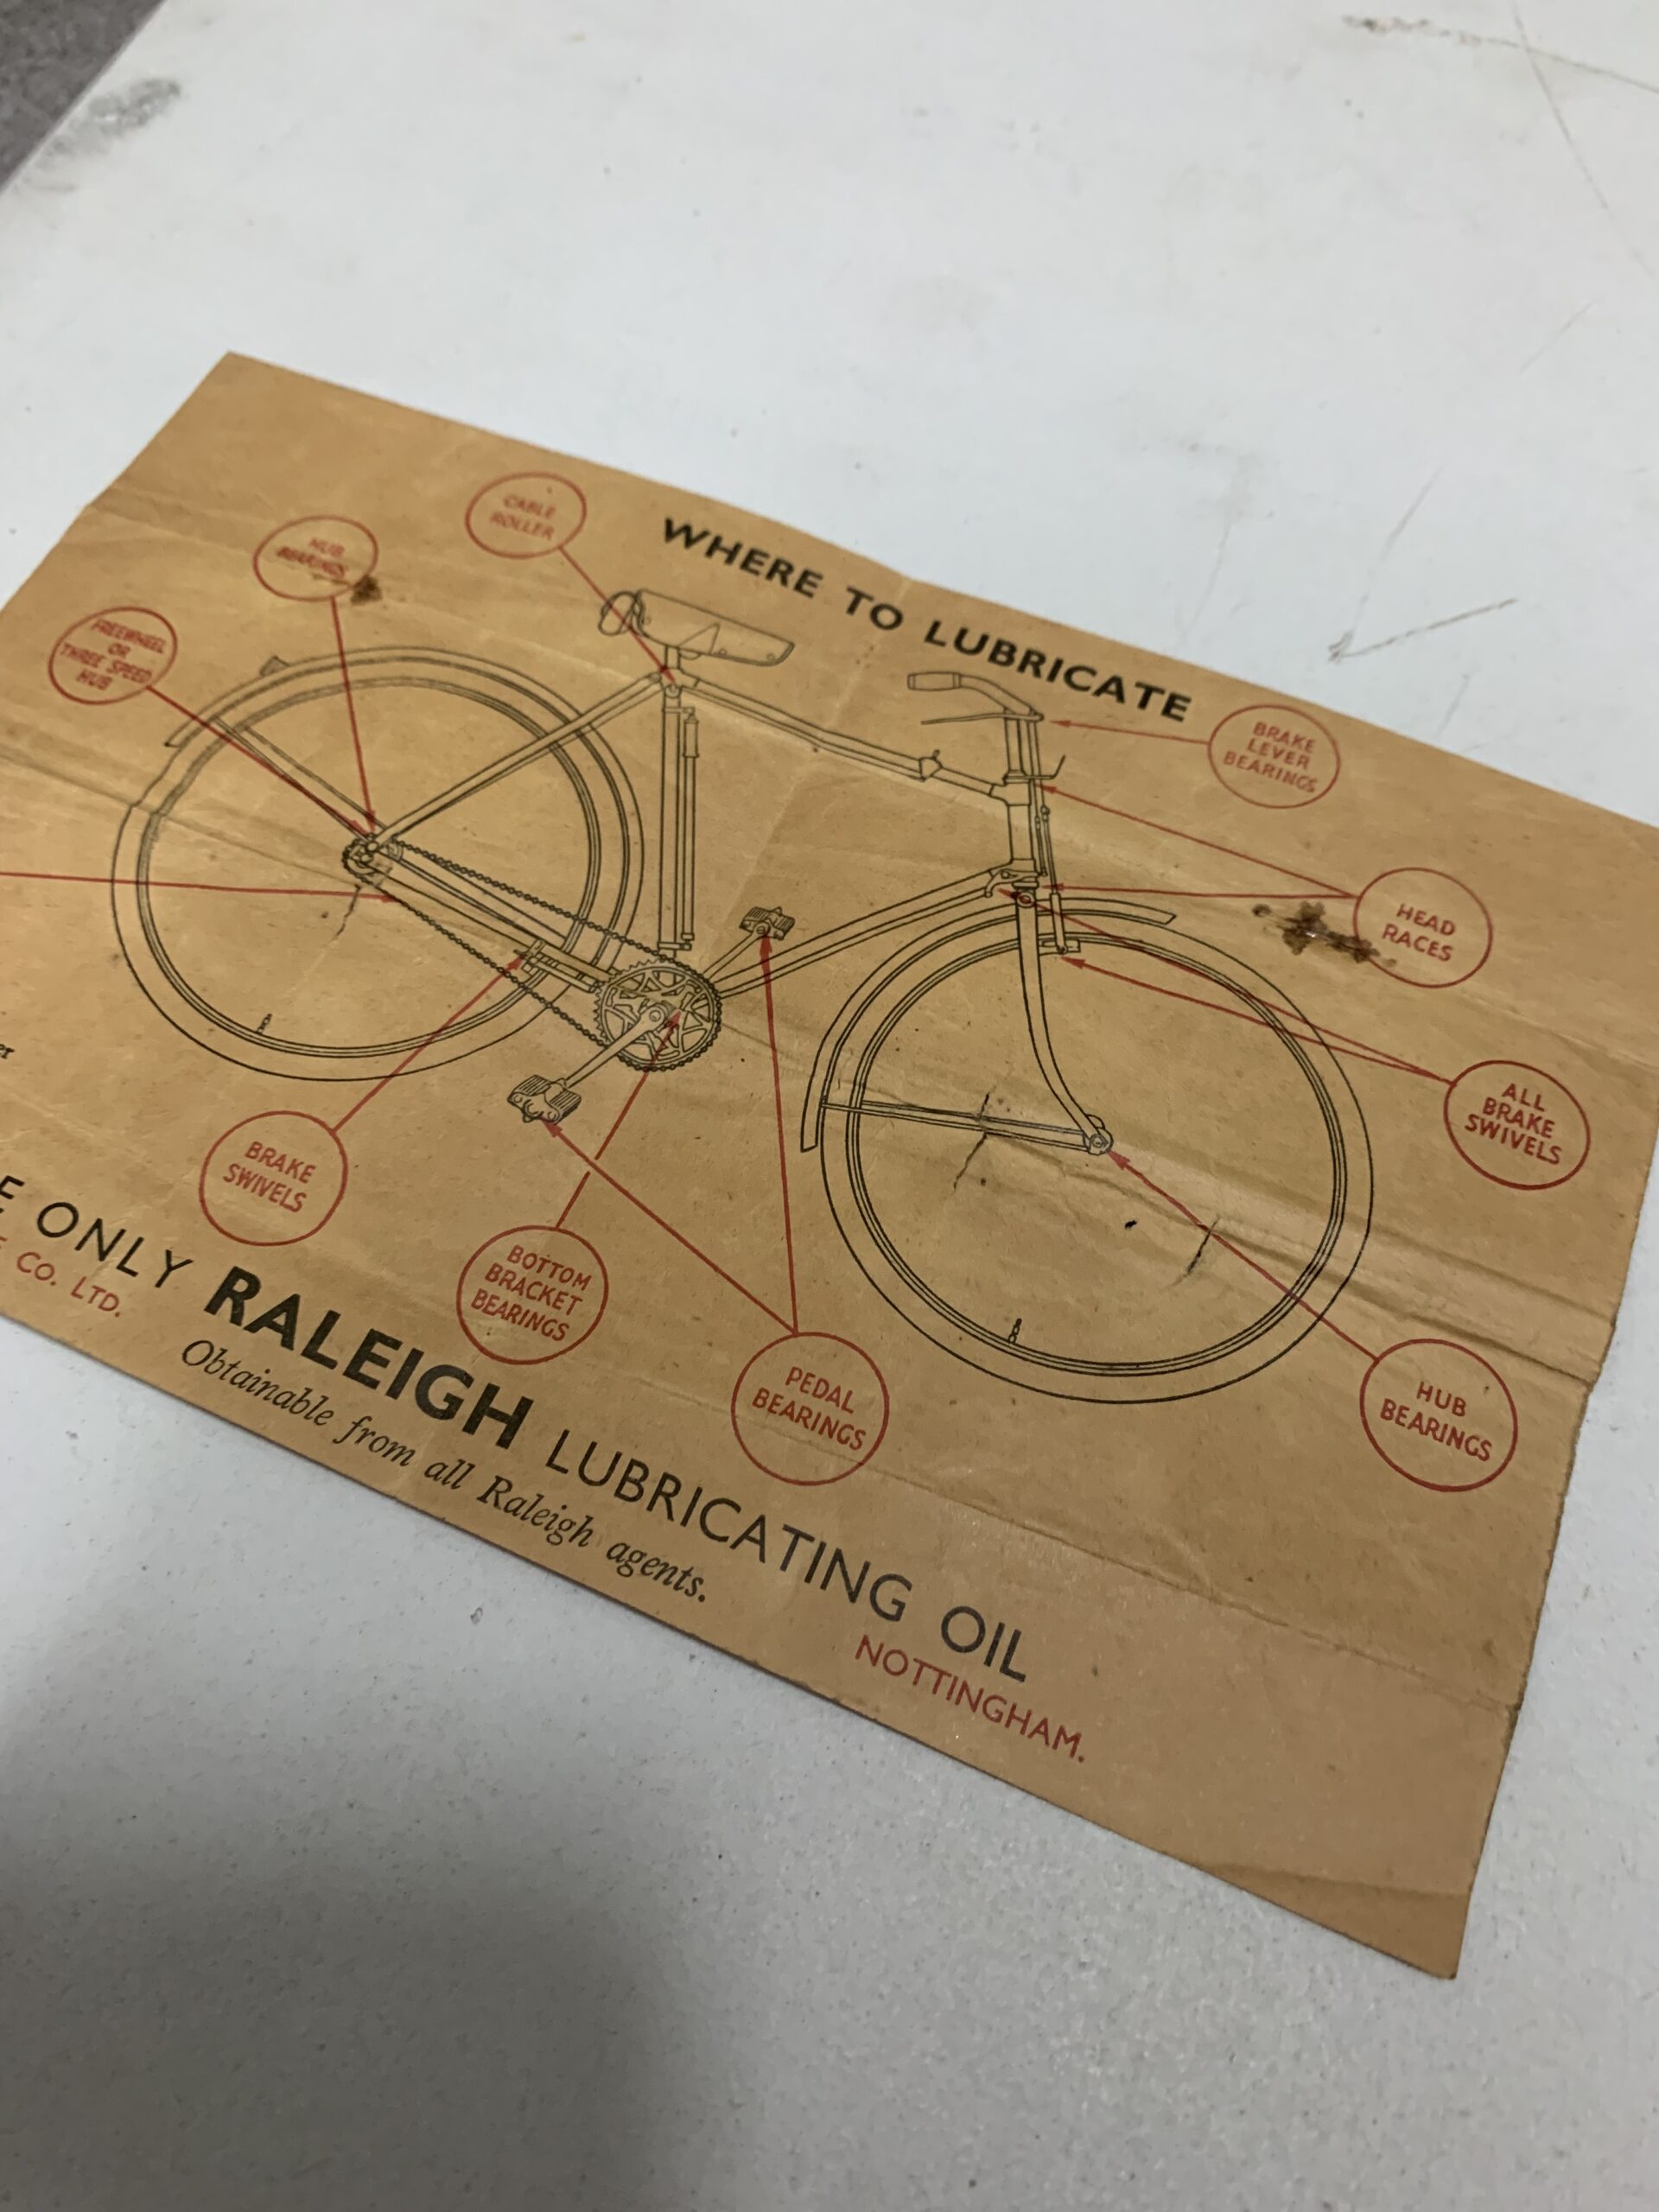 WHERE TO LUBRICATE
CABLE
ROLLER
HUB
BEARINGS
FREEWHEEL
OR
THREE SPEED
HUB
BRAKE
LEVER
BEARINGS
HEAD
RACES
ALL
BRAKE
SWIVELS
BRAKE
SWIVELS
BOTTOM
BRACKET
BEARINGS
PEDAL
BEARINGS
HUB
BEARINGS
ONLY RALEIGH LUBRICATING OIL
Obtainable from all Raleigh agents.
CO. LTD.
NOTTINGHAM.